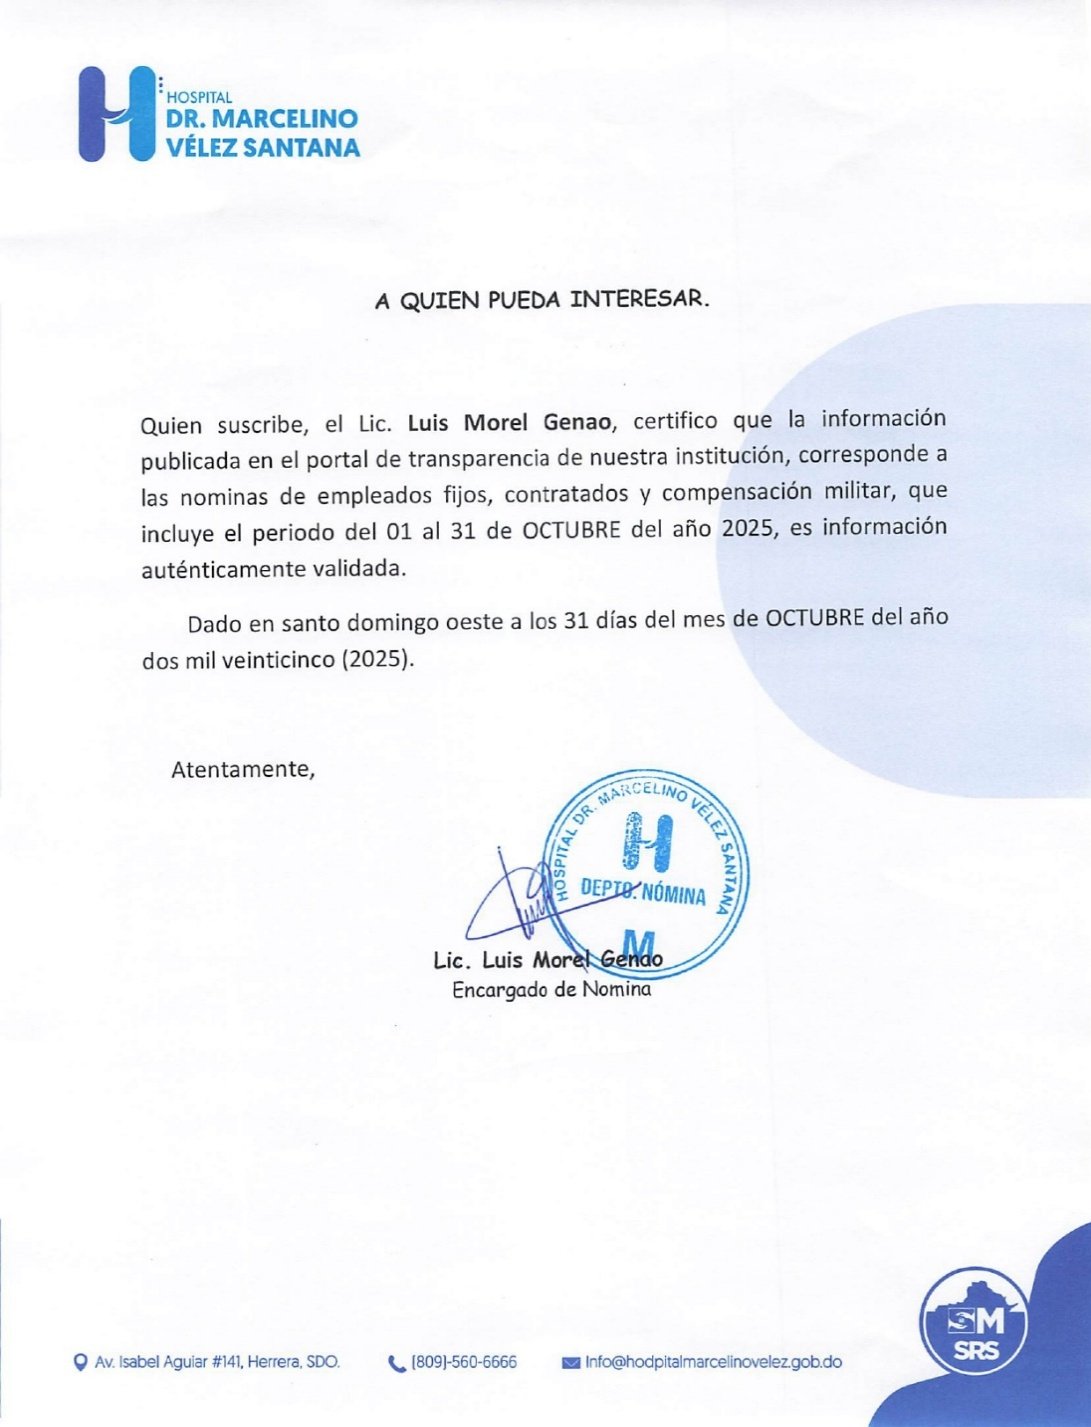 HOSPITAL
DR. MARCELINO
VÉLEZ SANTANA
A QUIEN PUEDA INTERESAR.
Quien suscribe, el Lic. Luis Morel Genao, certifico que la información
publicada en el portal de transparencia de nuestra institución, corresponde a
las nominas de empleados fijos, contratados y compensación militar, que
incluye el periodo del 01 al 31 de OCTUBRE del año 2025, es información
auténticamente validada.
Dado en santo domingo oeste a los 31 días del mes de OCTUBRE del año
dos mil veinticinco (2025).
Atentamente,
HOSPITAL DR. MARCELINO VÉLEZ SANTANA
H
DEPTO. NÓMINA
M
Lic. Luis Morel Genao
Encargado de Nomina
SM
SRS
Av. Isabel Aguiar #141, Herrera, SDO.
(809)-560-6666
Info@hodpitalmarcelinovelez.gob.do